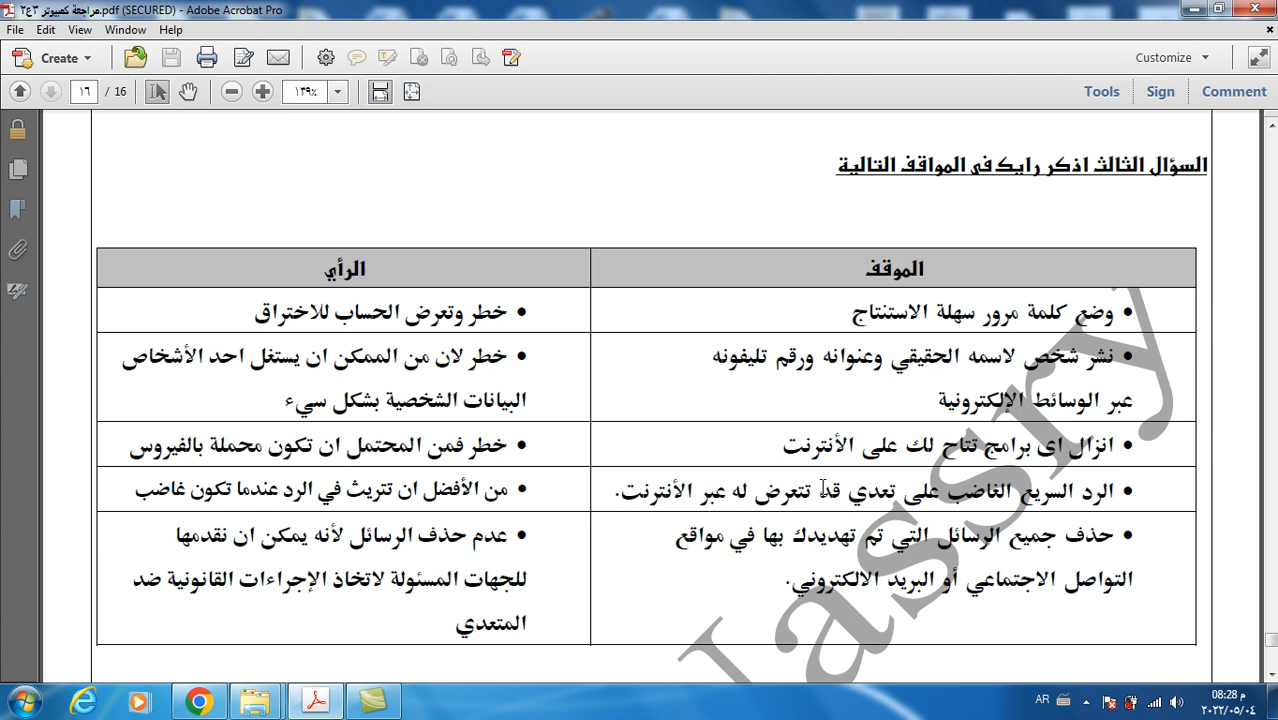 مراجعة كمبيوتر ٣ع٢.pdf (SECURED) - Adobe Acrobat Pro
File Edit View Window Help
Create
١٦ / 16 ١٣٩% Customize
Tools Sign Comment
السؤال الثالث اذكر رايك في المواقف التالية
الموقف الرأي
• وضع كلمة مرور سهلة الاستنتاج
• خطر وتعرض الحساب للاختراق
• نشر شخص لاسمه الحقيقي وعنوانه ورقم تليفونه
عبر الوسائط الإلكترونية
• خطر لان من الممكن ان يستغل احد الأشخاص
البيانات الشخصية بشكل سيء
• انزال اى برامج تتاح لك على الأنترنت
• خطر فمن المحتمل ان تكون محملة بالفيروس
• الرد السريع الغاضب على تعدي قد تتعرض له عبر الأنترنت.
• من الأفضل ان تتريث في الرد عندما تكون غاضب
• حذف جميع الرسائل التي تم تهديدك بها في مواقع
التواصل الاجتماعي أو البريد الالكتروني.
• عدم حذف الرسائل لأنه يمكن ان نقدمها
للجهات المسئولة لاتخاذ الإجراءات القانونية ضد
المتعدي
assry
AR
08:28 م
٢٠٢٢/٠٥/٠٤